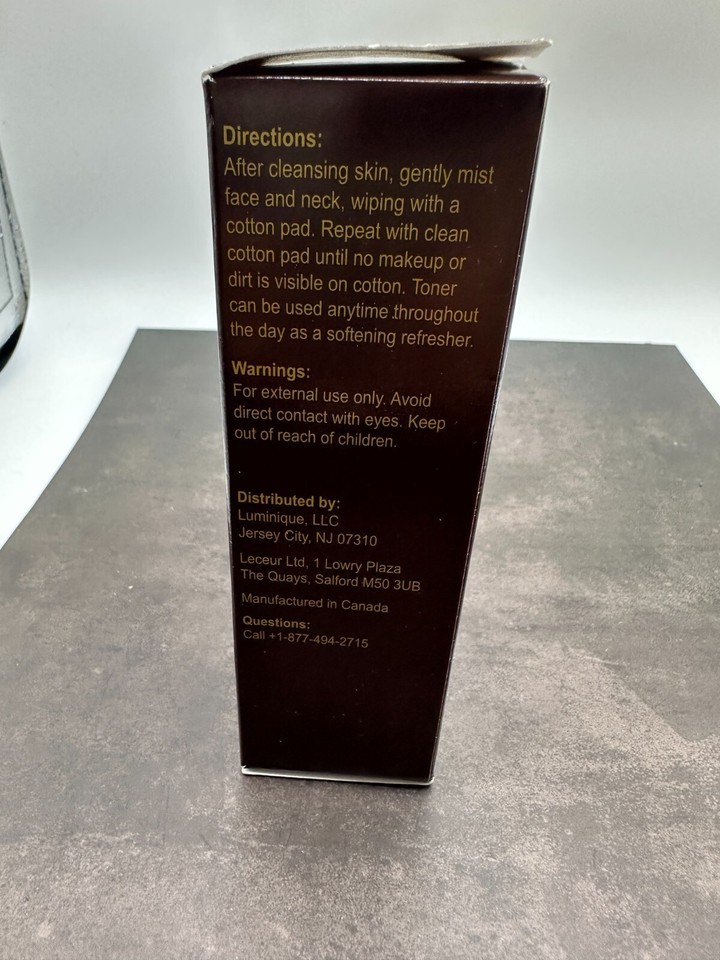 Directions:
After cleansing skin, gently mist
face and neck, wiping with a
cotton pad. Repeat with clean
cotton pad until no makeup or
dirt is visible on cotton. Toner
can be used anytime throughout
the day as a softening refresher.
Warnings:
For external use only. Avoid
direct contact with eyes. Keep
out of reach of children.
Distributed by:
Luminique, LLC
Jersey City, NJ 07310
Leceur Ltd, 1 Lowry Plaza
The Quays, Salford M50 3UB
Manufactured in Canada
Questions:
Call +1-877-494-2715